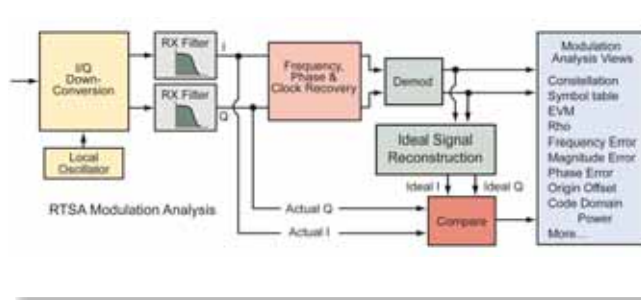 I/Q
Down-
Conversion
Local
Oscillator
RX Filter
I
RX Filter
Q
Frequency,
Phase &
Clock Recovery
Demod
Ideal Signal
Reconstruction
Ideal I
Ideal Q
Actual Q
Actual I
Compare
RTSA Modulation Analysis
Modulation
Analysis Views
Constellation
Symbol table
EVM
Rho
Frequency Error
Magnitude Error
Phase Error
Origin Offset
Code Domain
Power
More...